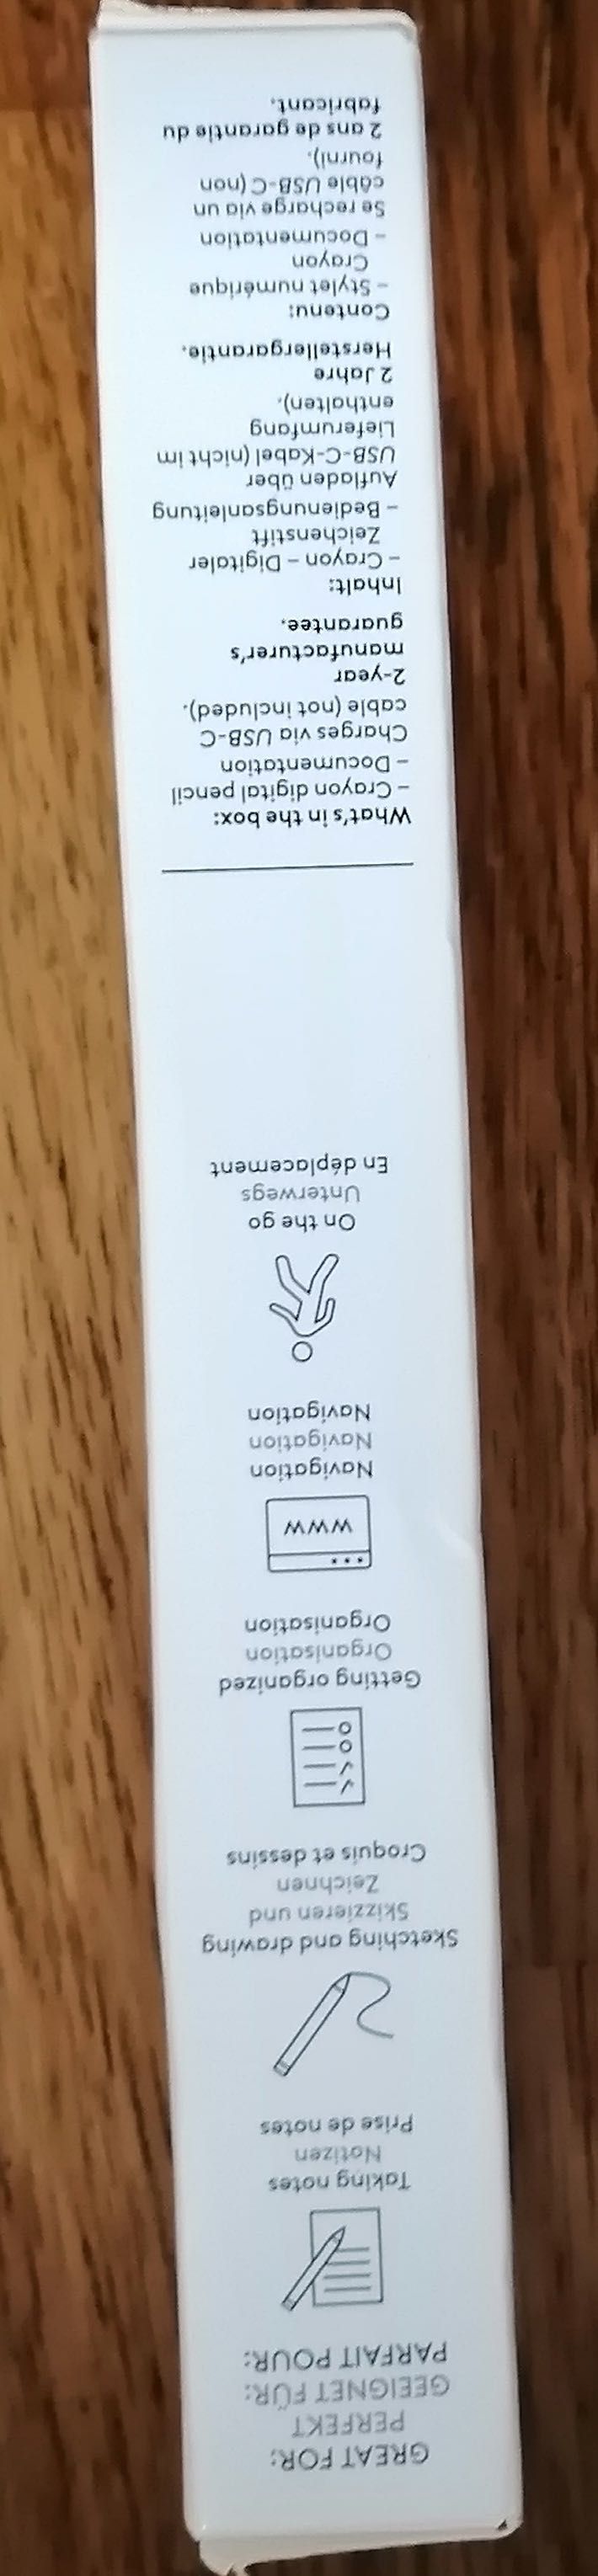 GREAT FOR:
PERFEKT
GEEIGNET FÜR:
PARFAIT POUR:
Taking notes
Notizen
Prise de notes
Sketching and drawing
Skizzieren und
Zeichnen
Croquis et dessins
Getting organized
Organisation
Organisation
www
Navigation
Navigation
Navigation
On the go
Unterwegs
En déplacement
What's in the box:
– Crayon digital pencil
– Documentation
Charges via USB-C
cable (not included).
2-year
manufacturer's
guarantee.
Inhalt:
– Crayon – Digitaler
Zeichenstift
– Bedienungsanleitung
Aufladen über
USB-C-Kabel (nicht im
Lieferumfang
enthalten).
2 Jahre
Herstellergarantie.
Contenu:
– Stylet numérique
Crayon
– Documentation
Se recharge via un
câble USB-C (non
fourni).
2 ans de garantie du
fabricant.